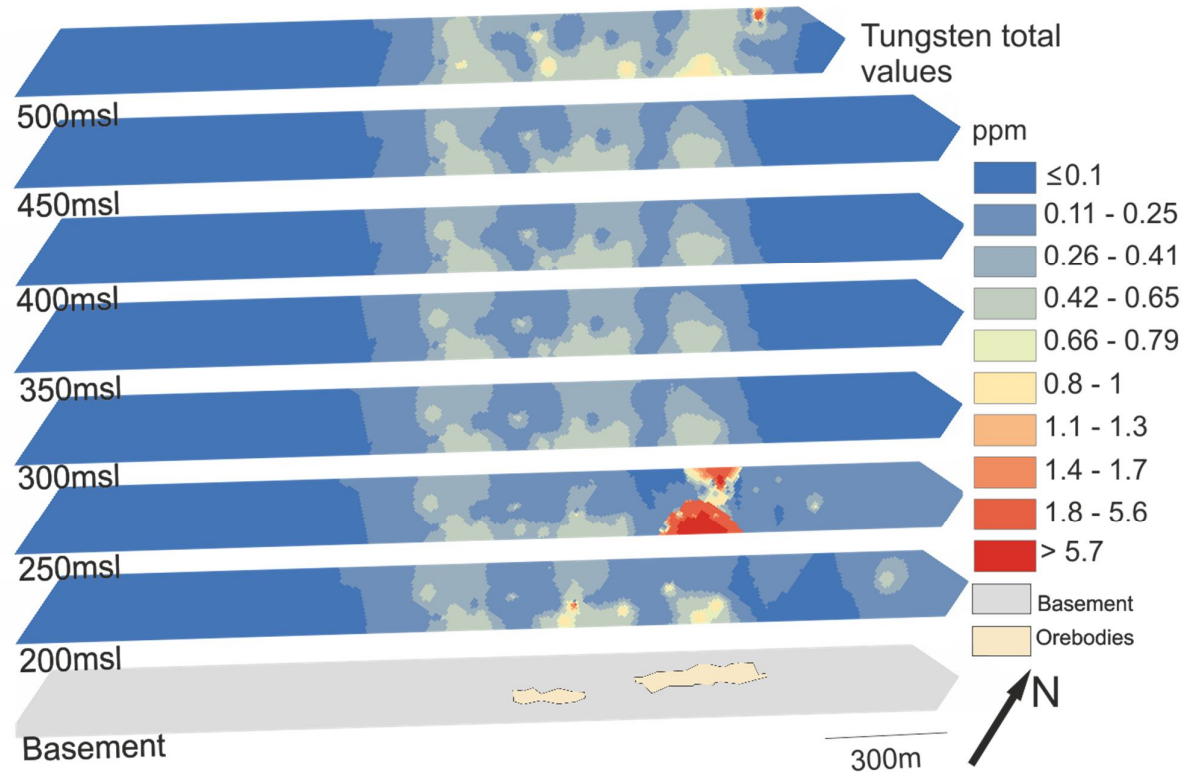 Tungsten total
values
500msl
450msl
400msl
350msl
300msl
250msl
200msl
Basement
ppm
≤0.1
0.11 - 0.25
0.26 - 0.41
0.42 - 0.65
0.66 - 0.79
0.8 - 1
1.1 - 1.3
1.4 - 1.7
1.8 - 5.6
> 5.7
Basement
Orebodies
N
300m